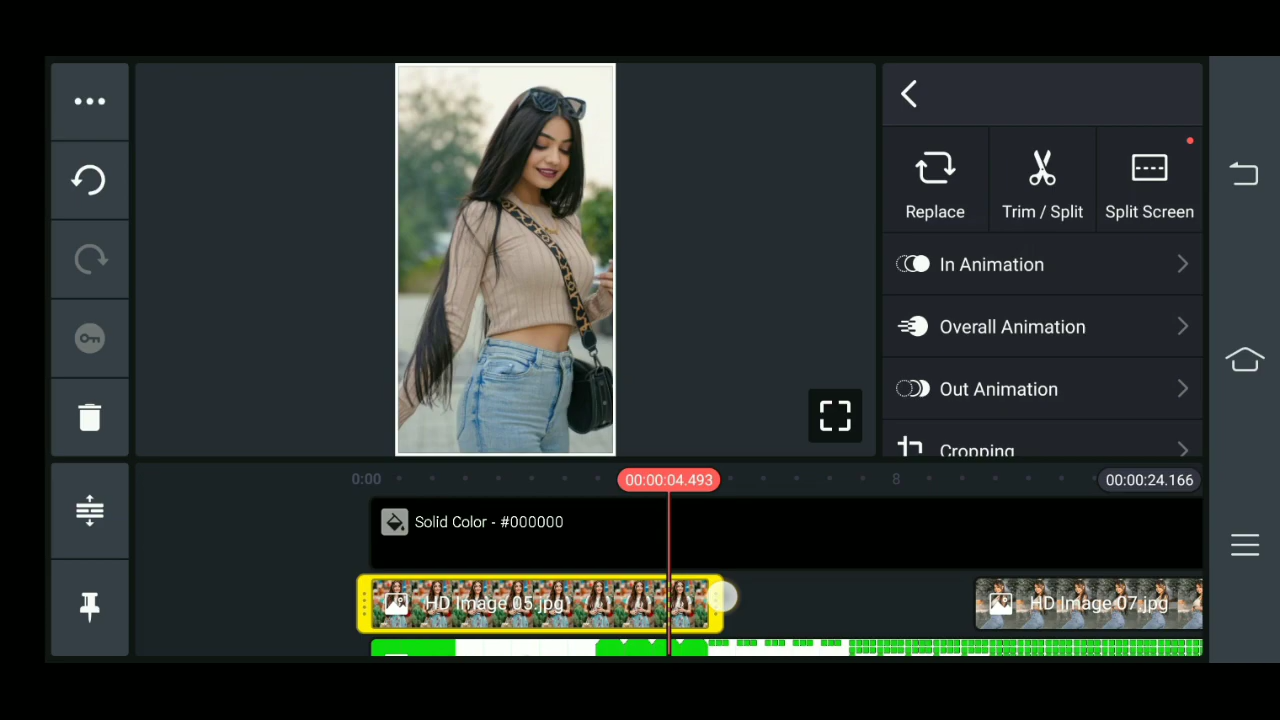 Replace
Trim / Split
Split Screen
In Animation
Overall Animation
Out Animation
Cropping
0:00
00:00:04.493
8
00:00:24.166
Solid Color - #000000
HD Image 05.jpg
HD Image 07.jpg